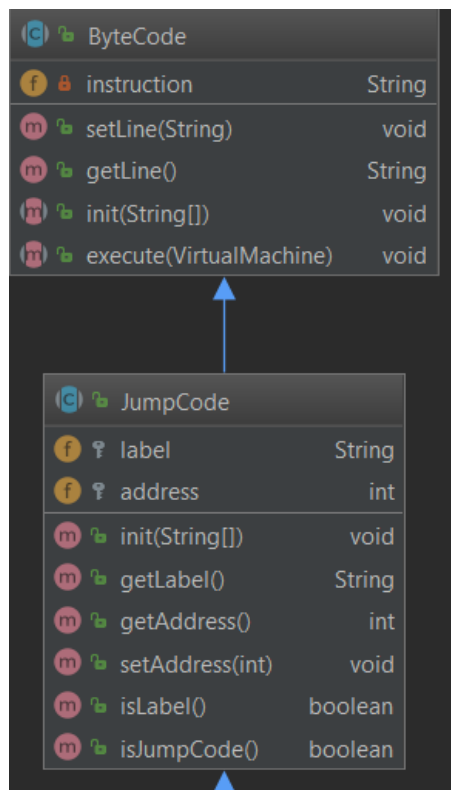 ByteCode
instruction String
setLine(String) void
getLine() String
init(String[]) void
execute(VirtualMachine) void
JumpCode
label String
address int
init(String[]) void
getLabel() String
getAddress() int
setAddress(int) void
isLabel() boolean
isJumpCode() boolean